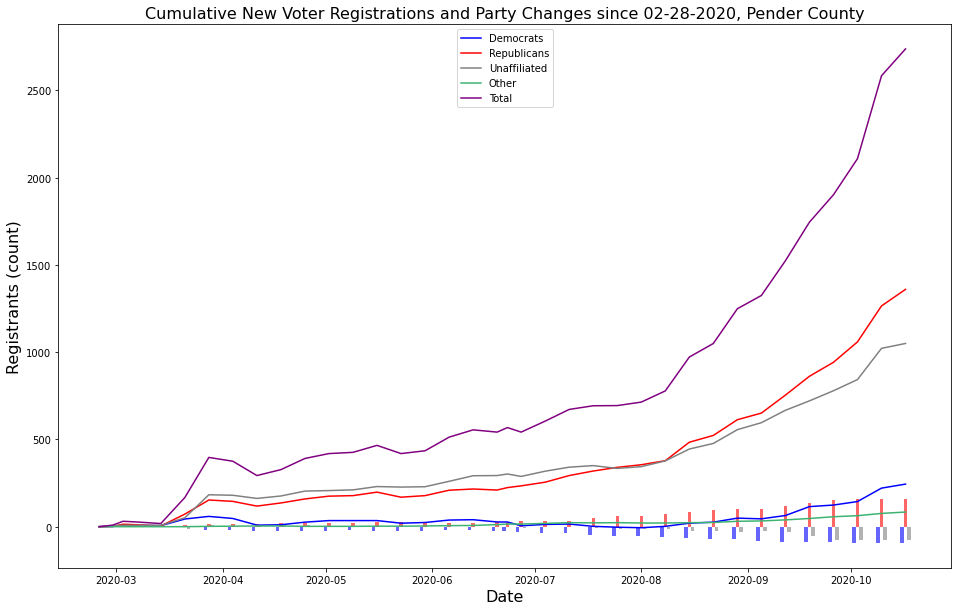 Cumulative New Voter Registrations and Party Changes since 02-28-2020, Pender County
Democrats
Republicans
Unaffiliated
Other
Total
Registrants (count)
2500
2000
1500
1000
500
0
2020-03
2020-04
2020-05
2020-06
2020-07
2020-08
2020-09
2020-10
Date